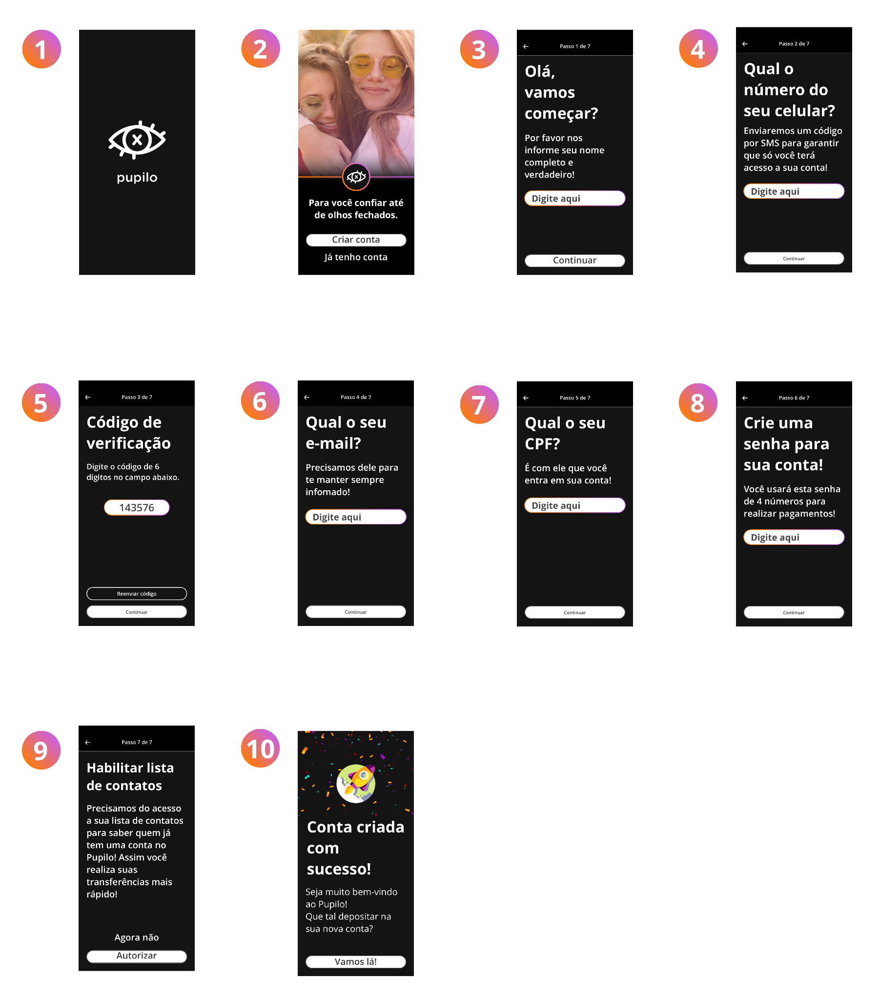 1
pupilo
2
Para você confiar até
de olhos fechados.
Criar conta
Já tenho conta
3
Passo 1 de 7
Olá,
vamos
começar?
Por favor nos
informe seu nome
completo e
verdadeiro!
Digite aqui
Continuar
4
Passo 2 de 7
Qual o
número do
seu celular?
Enviaremos um código
por SMS para garantir
que só você terá
acesso a sua conta!
Digite aqui
Continuar
5
Passo 3 de 7
Código de
verificação
Digite o código de 6
dígitos no campo abaixo.
143576
Reenviar código
Continuar
6
Passo 4 de 7
Qual o seu
e-mail?
Precisamos dele para
te manter sempre
infomado!
Digite aqui
Continuar
7
Passo 5 de 7
Qual o seu
CPF?
É com ele que você
entra em sua conta!
Digite aqui
Continuar
8
Passo 6 de 7
Crie uma
senha para
sua conta!
Você usará esta senha
de 4 números para
realizar pagamentos!
Digite aqui
Continuar
9
Passo 7 de 7
Habilitar lista
de contatos
Precisamos do acesso
a sua lista de contatos
para saber quem já
tem uma conta no
Pupilo! Assim você
realiza suas
transferências mais
rápido!
Agora não
Autorizar
10
Conta criada
com
sucesso!
Seja muito bem-vindo
ao Pupilo!
Que tal depositar na
sua nova conta?
Vamos lá!